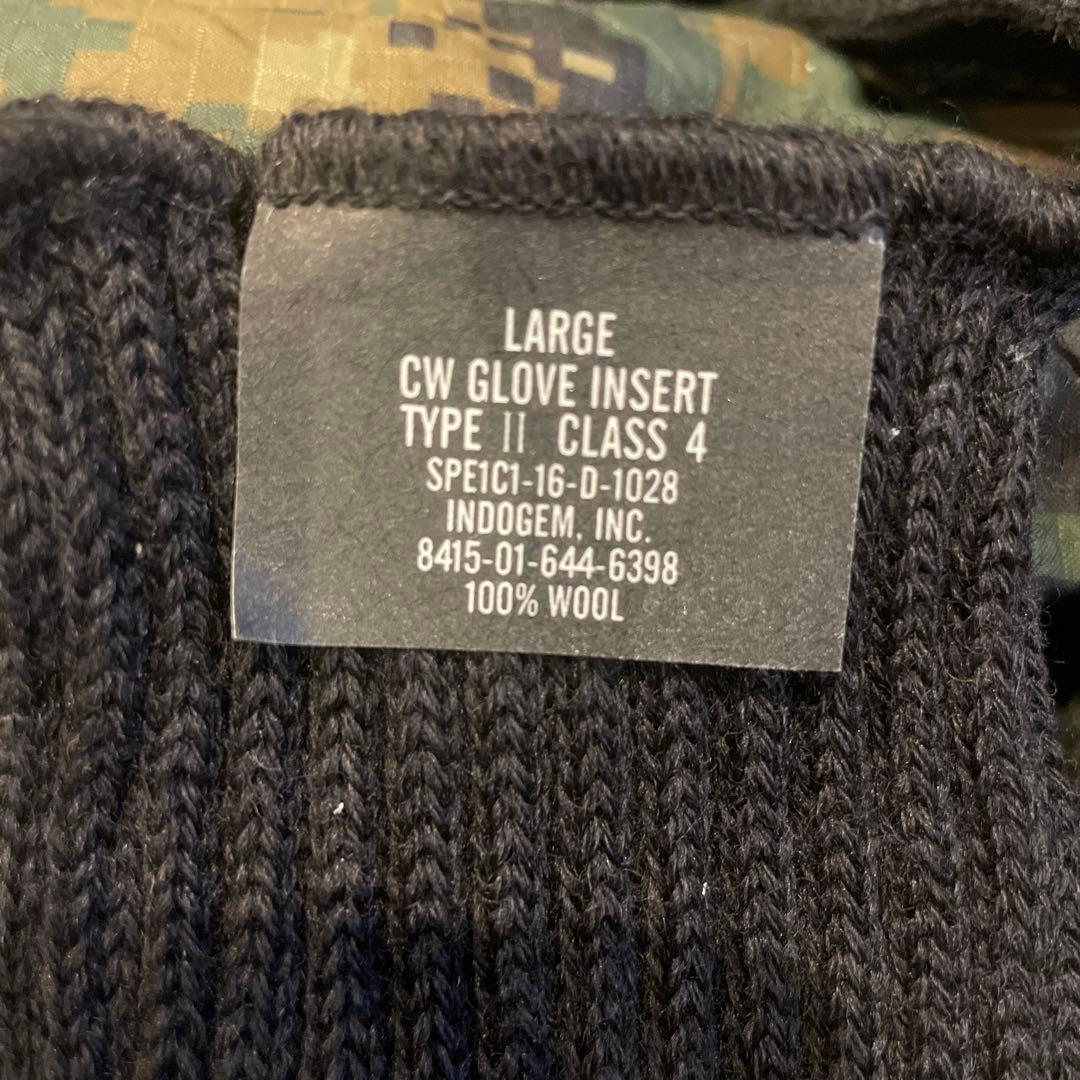 LARGE
CW GLOVE INSERT
TYPE II CLASS 4
SPE1C1-16-D-1028
INDOGEM, INC.
8415-01-644-6398
100% WOOL